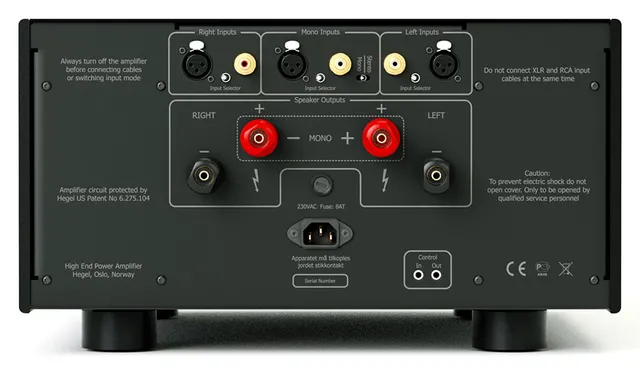 Right Inputs
Mono Inputs
Left Inputs
Always turn off the amplifier
before connecting cables
or switching input mode
Stereo
Mono
Input Selector
Input Selector
Input Selector
Do not connect XLR and RCA input
cables at the same time
Speaker Outputs
RIGHT
+
+
LEFT
− MONO +
−
−
Amplifier circuit protected by
Hegel US Patent No 6.275.104
Caution:
To prevent electric shock do not
open cover. Only to be opened by
qualified service personnel
230VAC. Fuse: 8AT
High End Power Amplifier
Hegel, Oslo, Norway
Apparatet må tilkoples
jordet stikkontakt
Serial Number
Control
In Out
CE